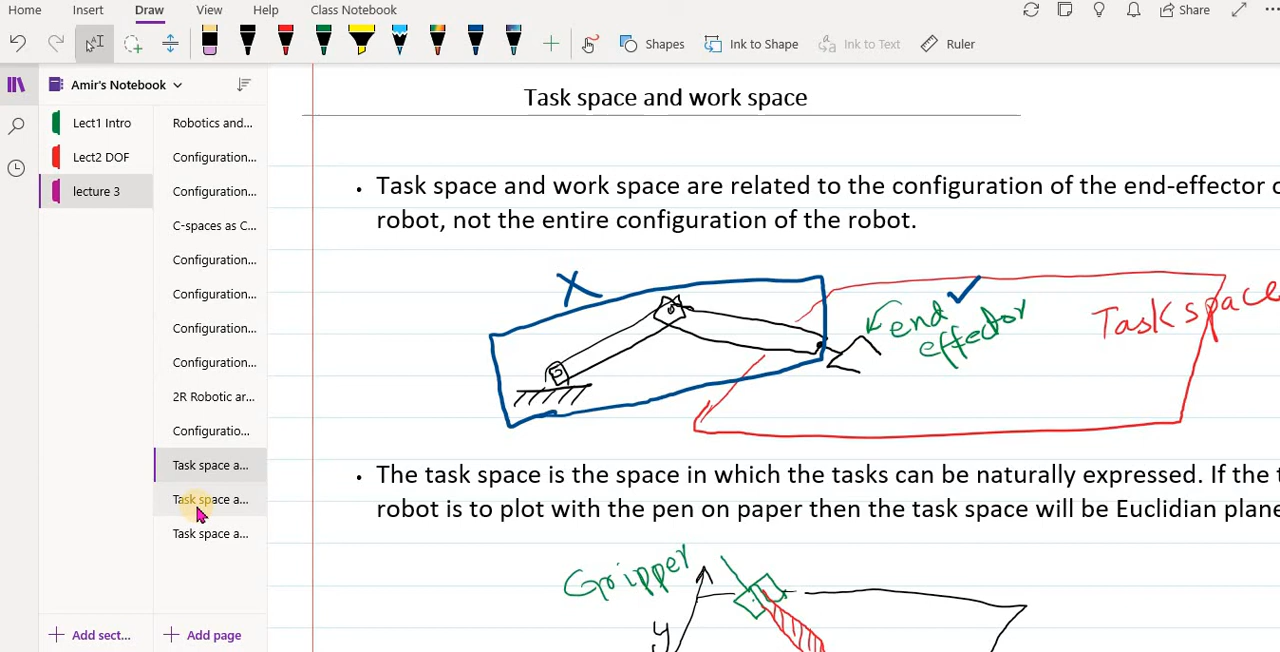 Home Insert Draw View Help Class Notebook Share
Shapes Ink to Shape Ink to Text Ruler
Amir's Notebook
Lect1 Intro
Lect2 DOF
lecture 3
Robotics and...
Configuration...
Configuration...
C-spaces as C...
Configuration...
Configuration...
Configuration...
Configuration...
2R Robotic ar...
Configuratio...
Task space a...
Task space a...
Task space a...
Add sect...
Add page
Task space and work space
• Task space and work space are related to the configuration of the end-effector
robot, not the entire configuration of the robot.
X
end
effector
Task space
• The task space is the space in which the tasks can be naturally expressed. If the
robot is to plot with the pen on paper then the task space will be Euclidian plane
Gripper
y